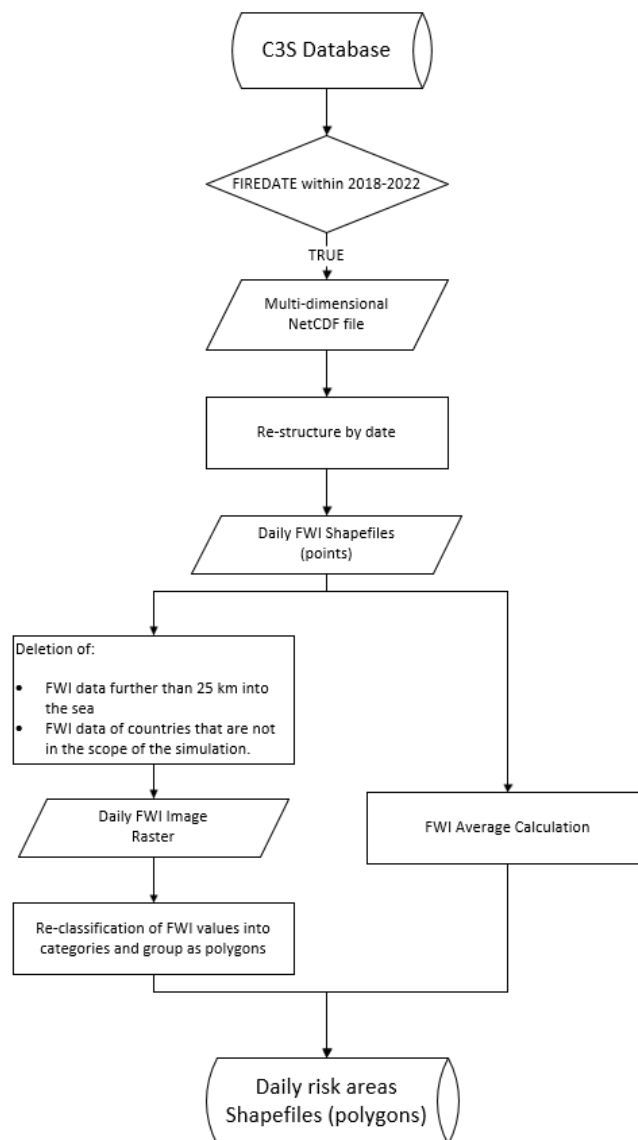 C3S Database
FIREDATE within 2018-2022
TRUE
Multi-dimensional
NetCDF file
Re-structure by date
Daily FWI Shapefiles
(points)
Deletion of:
• FWI data further than 25 km into
the sea
• FWI data of countries that are not
in the scope of the simulation.
Daily FWI Image
Raster
FWI Average Calculation
Re-classification of FWI values into
categories and group as polygons
Daily risk areas
Shapefiles (polygons)